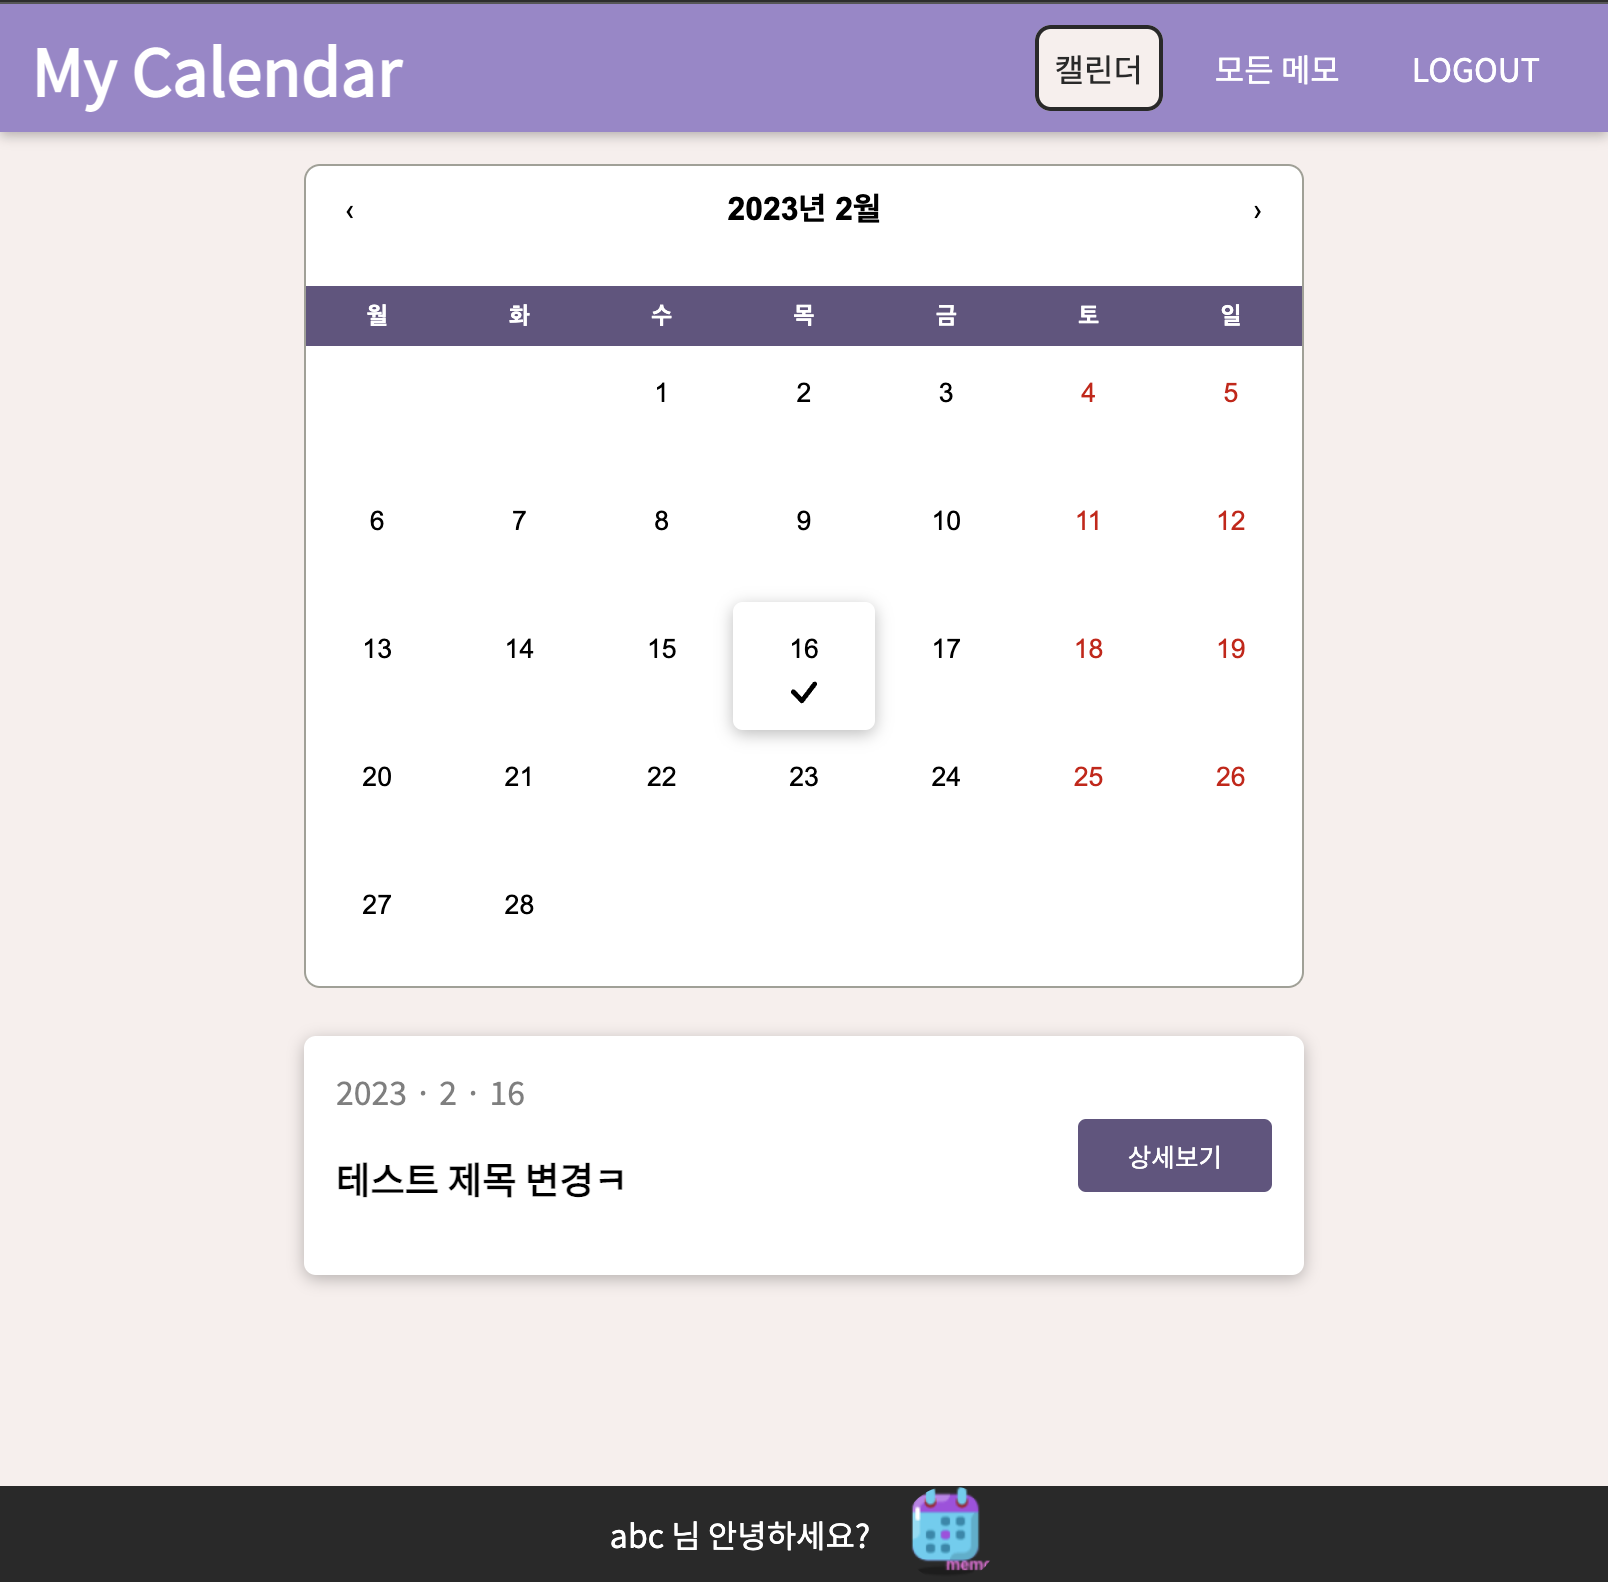 My Calendar
캘린더 모든 메모 LOGOUT
‹ 2023년 2월 ›
월 화 수 목 금 토 일
1 2 3 4 5
6 7 8 9 10 11 12
13 14 15 16 17 18 19
20 21 22 23 24 25 26
27 28
2023 · 2 · 16
테스트 제목 변경ㅋ
상세보기
abc 님 안녕하세요?